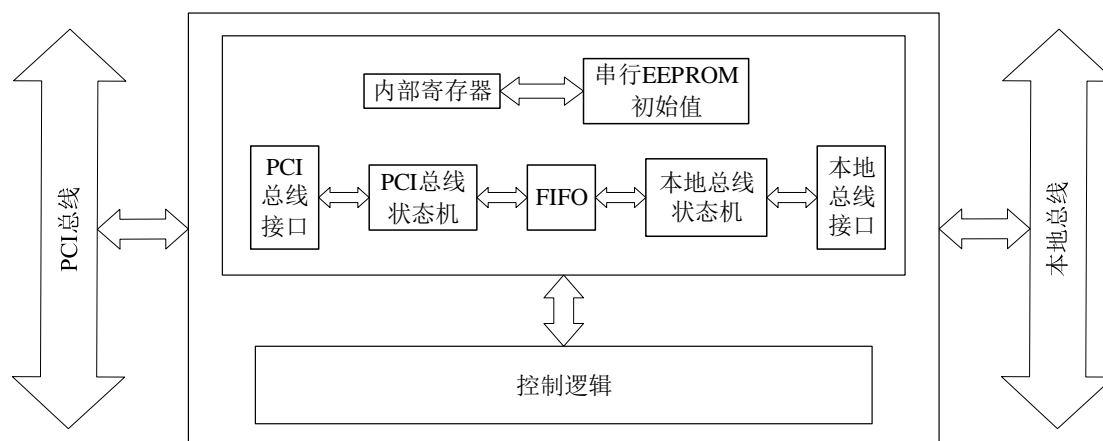 内部寄存器
串行EEPROM
初始值
PCI总线
PCI
总线
接口
PCI总线
状态机
FIFO
本地总线
状态机
本地
总线
接口
本地总线
控制逻辑